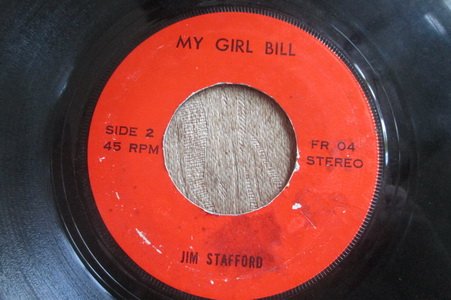 MY GIRL BILL
SIDE 2
45 RPM
FR 04
STEREO
JIM STAFFORD